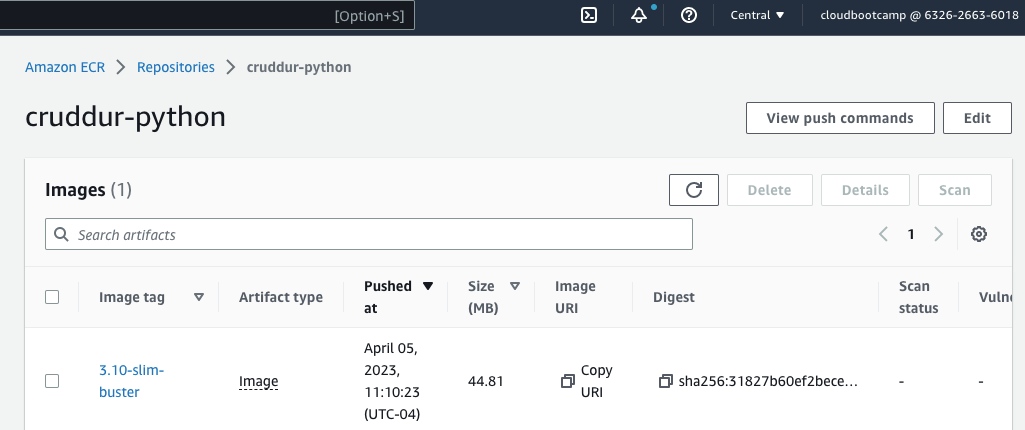 [Option+S]
Central
cloudbootcamp @ 6326-2663-6018
Amazon ECR
Repositories
cruddur-python
cruddur-python
View push commands
Edit
Images (1)
Delete
Details
Scan
Search artifacts
1
Image tag
Artifact type
Pushed
at
Size
(MB)
Image
URI
Digest
Scan
status
Vuln
3.10-slim-
buster
Image
April 05,
2023,
11:10:23
(UTC-04)
44.81
Copy
URI
sha256:31827b60ef2bece...
-
-